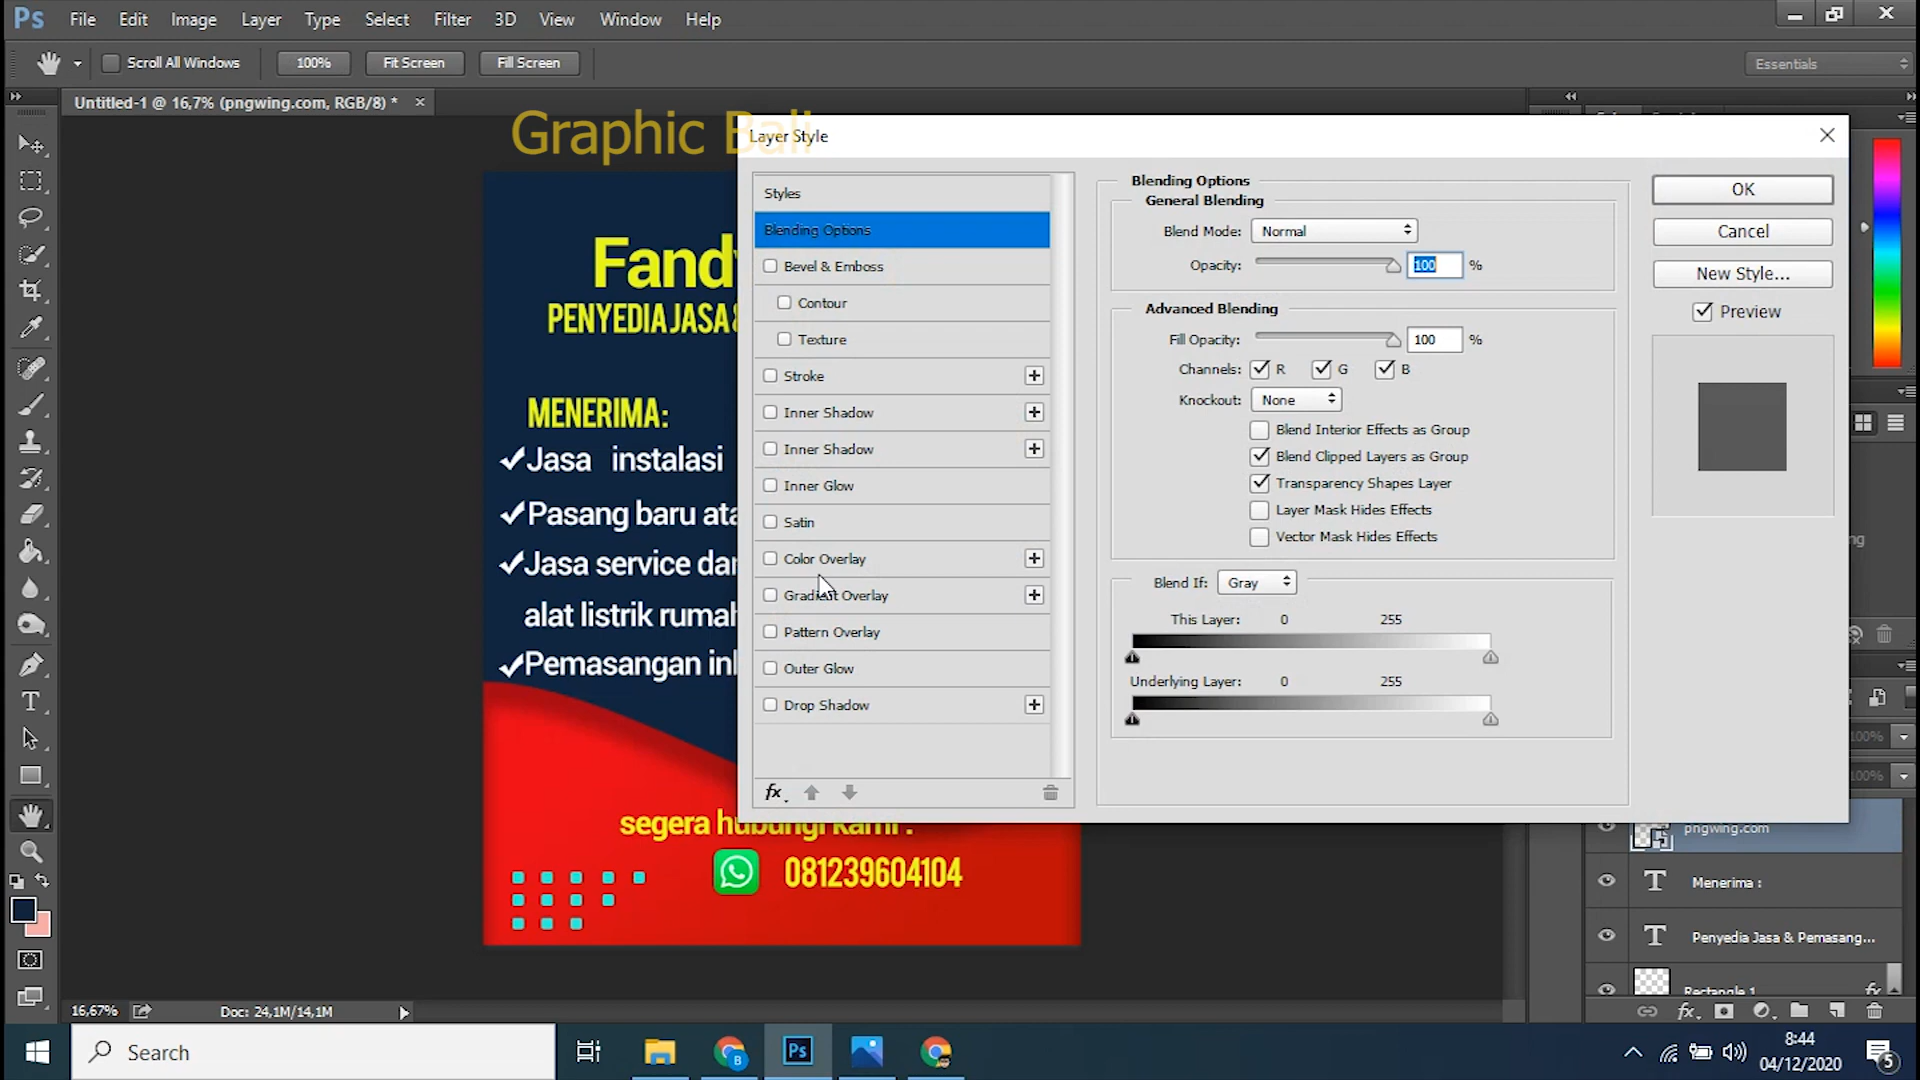 Ps File Edit Image Layer Type Select Filter 3D View Window Help
Scroll All Windows 100% Fit Screen Fill Screen Essentials
Untitled-1 @ 16,7% (pngwing.com, RGB/8) * ×
Graphic Bali
Layer Style
Styles
Blending Options
Bevel & Emboss
Contour
Texture
Stroke
Inner Shadow
Inner Shadow
Inner Glow
Satin
Color Overlay
Gradient Overlay
Pattern Overlay
Outer Glow
Drop Shadow
fx
Blending Options
General Blending
Blend Mode: Normal
Opacity: 100 %
Advanced Blending
Fill Opacity: 100 %
Channels: R G B
Knockout: None
Blend Interior Effects as Group
Blend Clipped Layers as Group
Transparency Shapes Layer
Layer Mask Hides Effects
Vector Mask Hides Effects
Blend If: Gray
This Layer: 0 255
Underlying Layer: 0 255
OK
Cancel
New Style...
Preview
PENYEDIA JASA &
MENERIMA:
Jasa instalasi
Pasang baru
Jasa service
alat listrik
Pemasangan
segera hubungi kami :
081239604104
100%
100%
pngwing.com
Menerima :
Penyedia Jasa & Pemasang...
Rectangle 1 fx
fx
16,67% Doc: 24,1M/14,1M
Search
B
Ps
8:44
04/12/2020
5